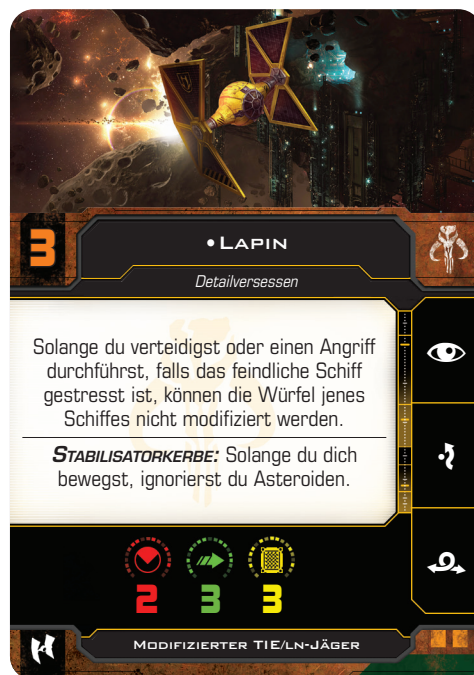 3
• Lapin
Detailversessen
Solange du verteidigst oder einen Angriff
durchführst, falls das feindliche Schiff
gestresst ist, können die Würfel jenes
Schiffes nicht modifiziert werden.
Stabilisatorkerbe: Solange du dich
bewegst, ignorierst du Asteroiden.
2 3 3
Modifizierter TIE/ln-Jäger